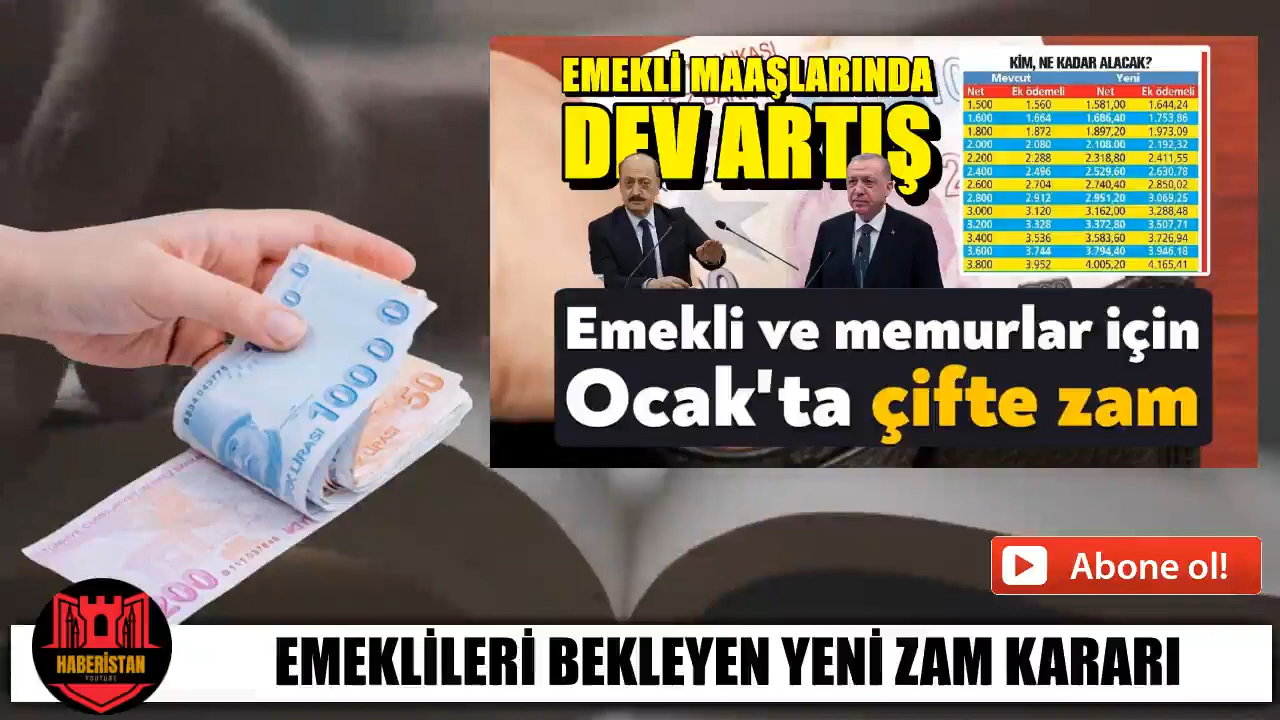 EMEKLİ MAAŞLARINDA
DEV ARTIŞ
KİM, NE KADAR ALACAK?
Mevcut Yeni
Net Ek ödemeli Net Ek ödemeli
1.500 1.560 1.581,00 1.644,24
1.600 1.664 1.686,40 1.753,86
1.800 1.872 1.897,20 1.973,09
2.000 2.080 2.108.00 2.192,32
2.200 2.288 2.318,80 2.411,55
2.400 2.496 2.529,60 2.630,78
2.600 2.704 2.740,40 2.850,02
2.800 2.912 2.951,20 3.069,25
3.000 3.120 3.162,00 3.288,48
3.200 3.328 3.372,80 3.507,71
3.400 3.536 3.583,60 3.726,94
3.600 3.744 3.794,40 3.946,18
3.800 3.952 4.005,20 4.165,41
Emekli ve memurlar için
Ocak'ta çifte zam
100
50
LİRASI
200
Abone ol!
HABERİSTAN
YOUTUBE
EMEKLİLERİ BEKLEYEN YENİ ZAM KARARI